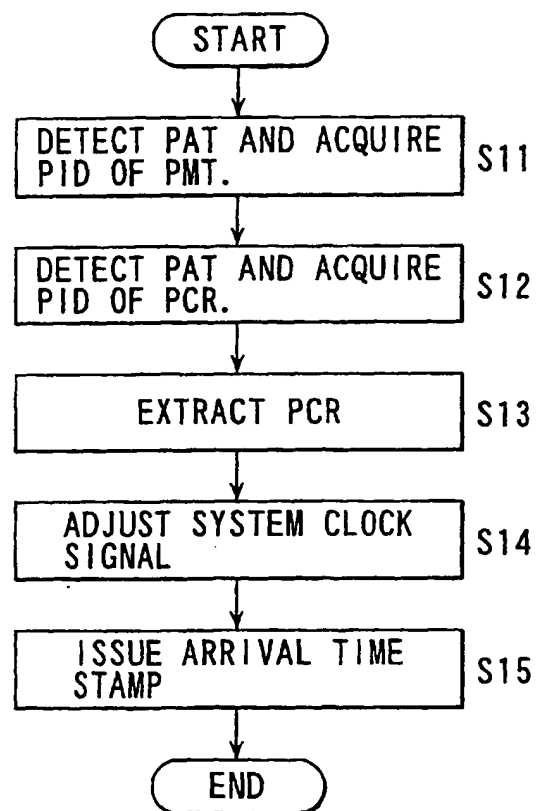 START
DETECT PAT AND ACQUIRE
PID OF PMT.
S11
DETECT PAT AND ACQUIRE
PID OF PCR.
S12
EXTRACT PCR
S13
ADJUST SYSTEM CLOCK
SIGNAL
S14
ISSUE ARRIVAL TIME
STAMP
S15
END